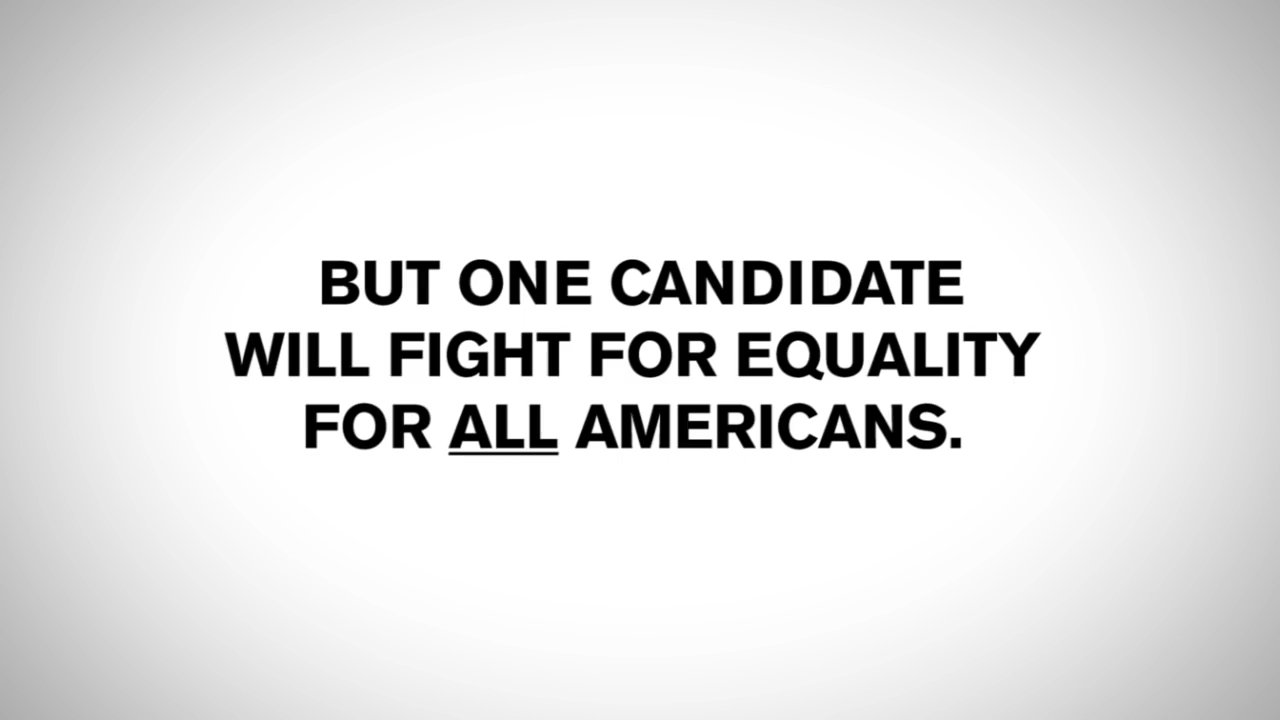 BUT ONE CANDIDATE
WILL FIGHT FOR EQUALITY
FOR ALL AMERICANS.